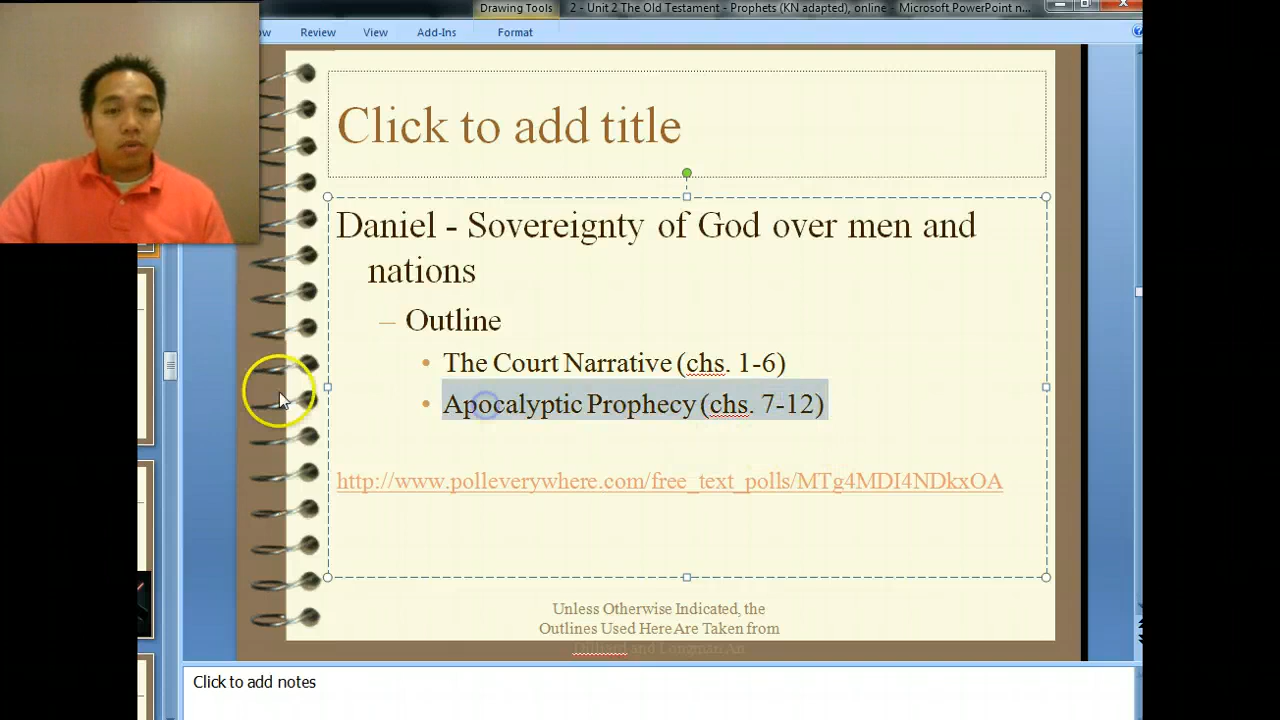 Drawing Tools
2 - Unit 2 The Old Testament - Prophets (KN adapted), online - Microsoft PowerPoint n...
Review View Add-Ins Format
Click to add title
Daniel - Sovereignty of God over men and
nations
– Outline
• The Court Narrative (chs. 1-6)
• Apocalyptic Prophecy (chs. 7-12)
http://www.polleverywhere.com/free_text_polls/MTg4MDI4NDkxOA
Unless Otherwise Indicated, the
Outlines Used Here Are Taken from
and Longman An
Click to add notes